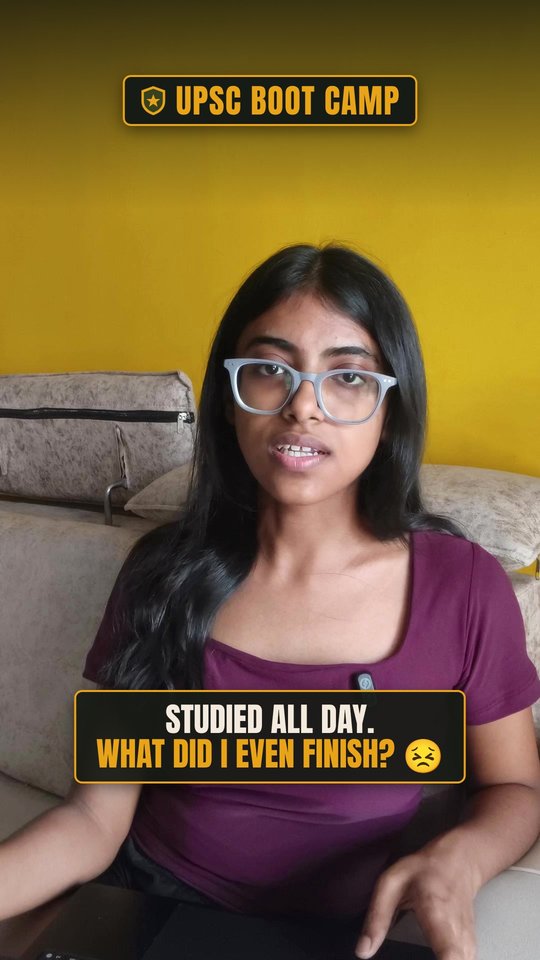 UPSC BOOT CAMP
STUDIED ALL DAY.
WHAT DID I EVEN FINISH? 😣